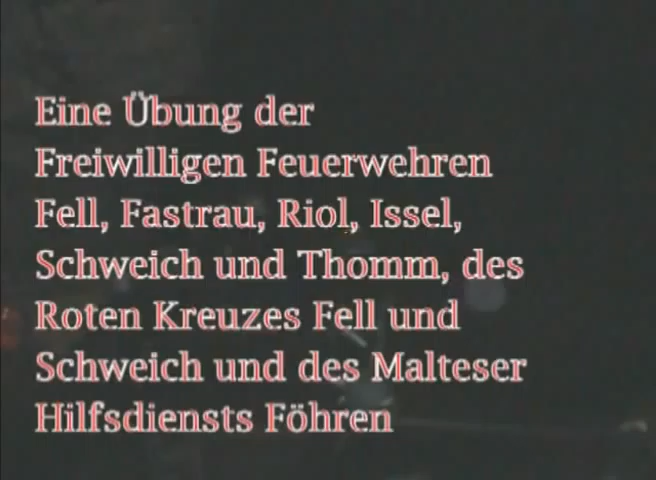 Eine Übung der
Freiwilligen Feuerwehren
Fell, Fastrau, Riol, Issel,
Schweich und Thomm, des
Roten Kreuzes Fell und
Schweich und des Malteser
Hilfsdiensts Föhren